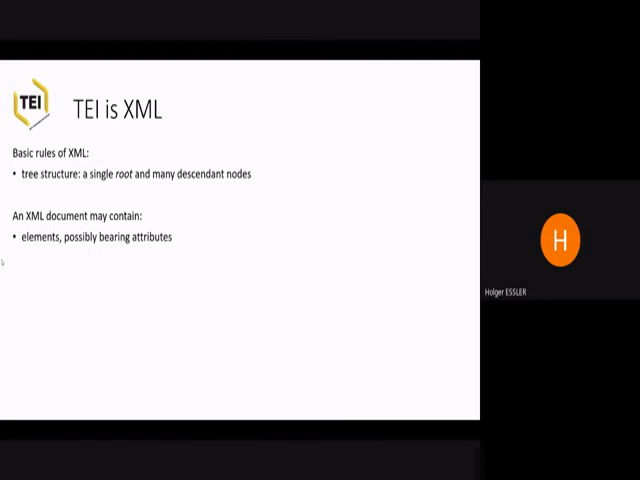 TEI
TEI is XML
Basic rules of XML:
• tree structure: a single root and many descendant nodes
An XML document may contain:
• elements, possibly bearing attributes
H
Holger ESSLER